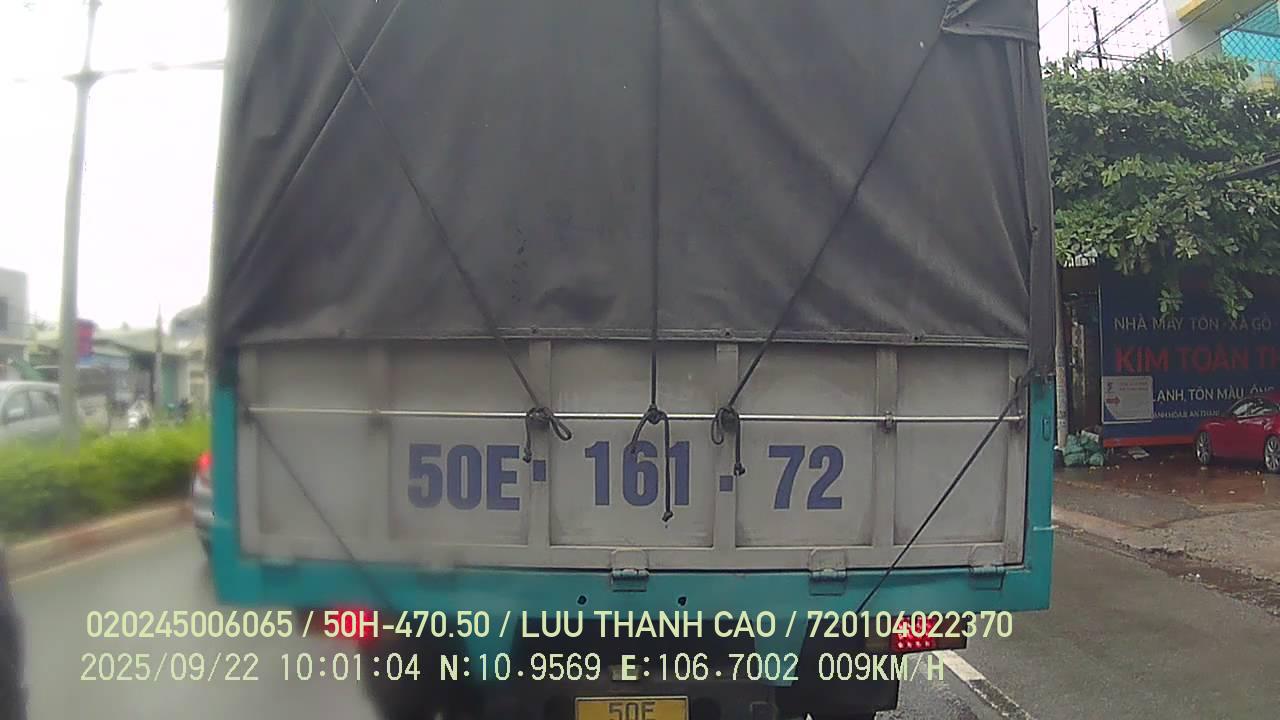 NHÀ MÁY TÔN - XÀ GỒ
KIM TOÀN
LẠNH, TÔN MÀU,
50E· 161 · 72
020245006065 / 50H-470.50 / LUU THANH CAO / 720104022370
2025/09/22 10:01:04 N:10.9569 E:106.7002 009KM/H
50E